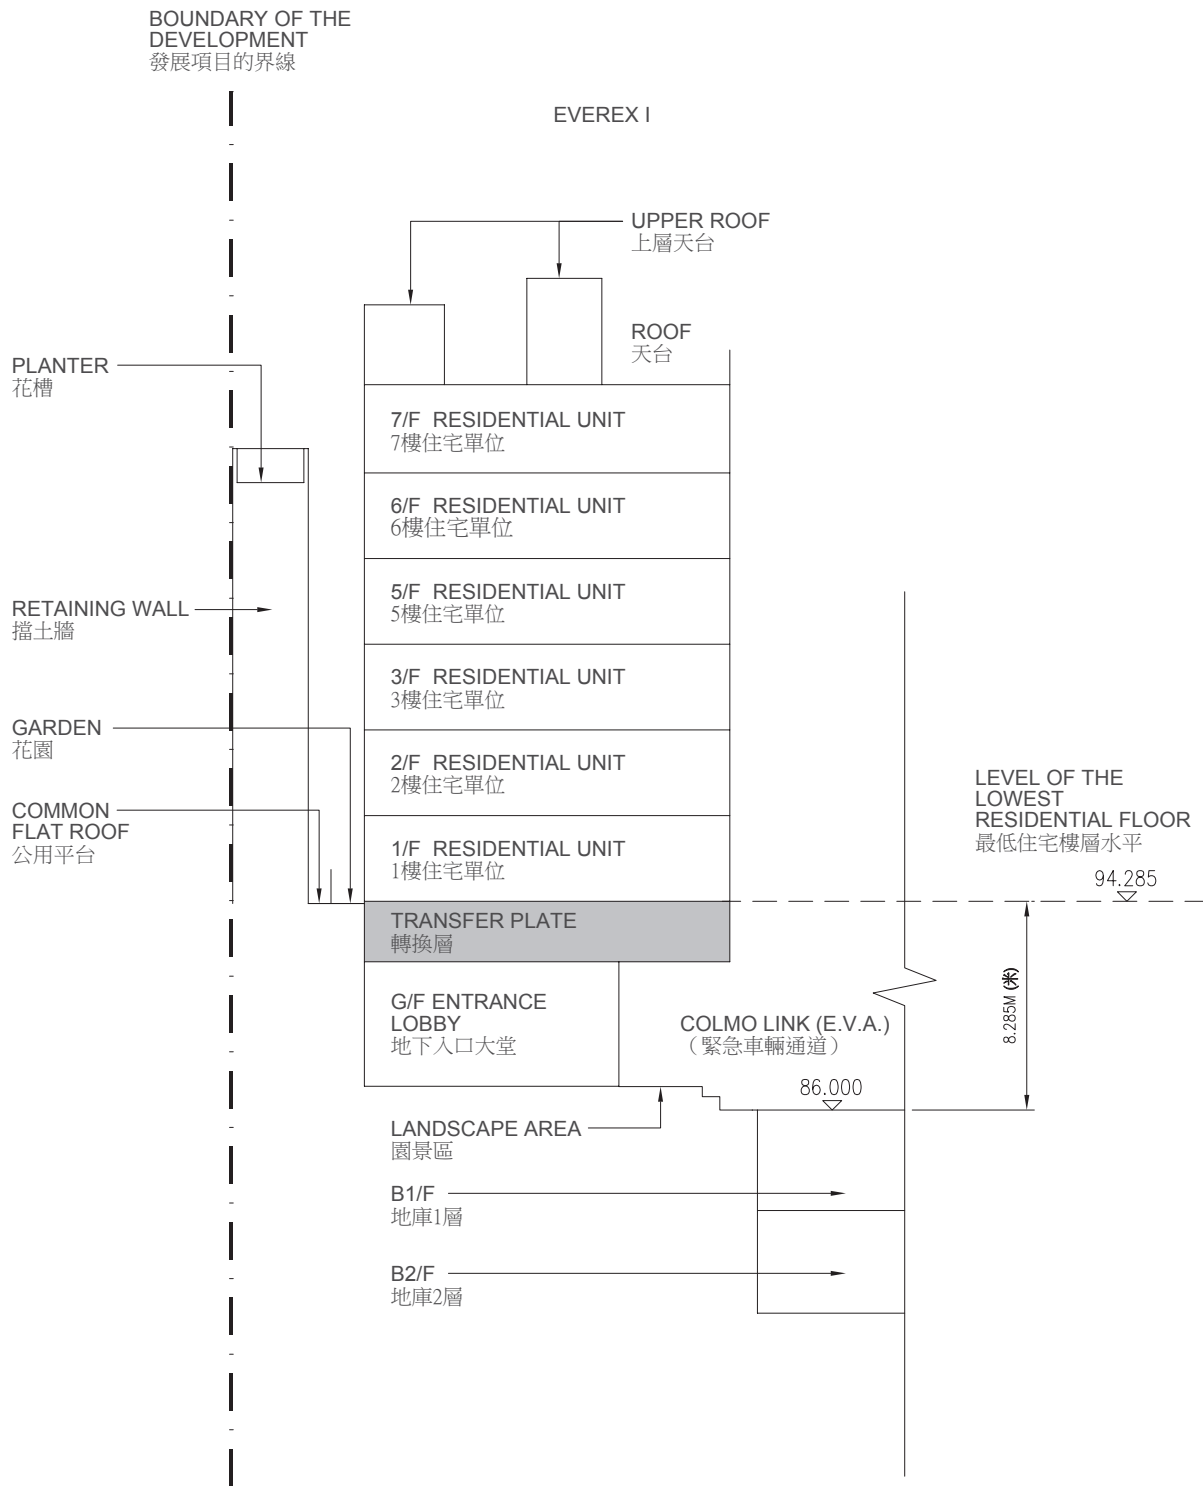 BOUNDARY OF THE
DEVELOPMENT
發展項目的界線
EVEREX I
UPPER ROOF
上層天台
ROOF
天台
PLANTER
花槽
7/F RESIDENTIAL UNIT
7樓住宅單位
6/F RESIDENTIAL UNIT
6樓住宅單位
5/F RESIDENTIAL UNIT
5樓住宅單位
RETAINING WALL
擋土牆
3/F RESIDENTIAL UNIT
3樓住宅單位
GARDEN
花園
2/F RESIDENTIAL UNIT
2樓住宅單位
COMMON
FLAT ROOF
公用平台
1/F RESIDENTIAL UNIT
1樓住宅單位
LEVEL OF THE
LOWEST
RESIDENTIAL FLOOR
最低住宅樓層水平
94.285
TRANSFER PLATE
轉換層
8.285M (米)
G/F ENTRANCE
LOBBY
地下入口大堂
COLMO LINK (E.V.A.)
（緊急車輛通道）
86.000
LANDSCAPE AREA
園景區
B1/F
地庫1層
B2/F
地庫2層